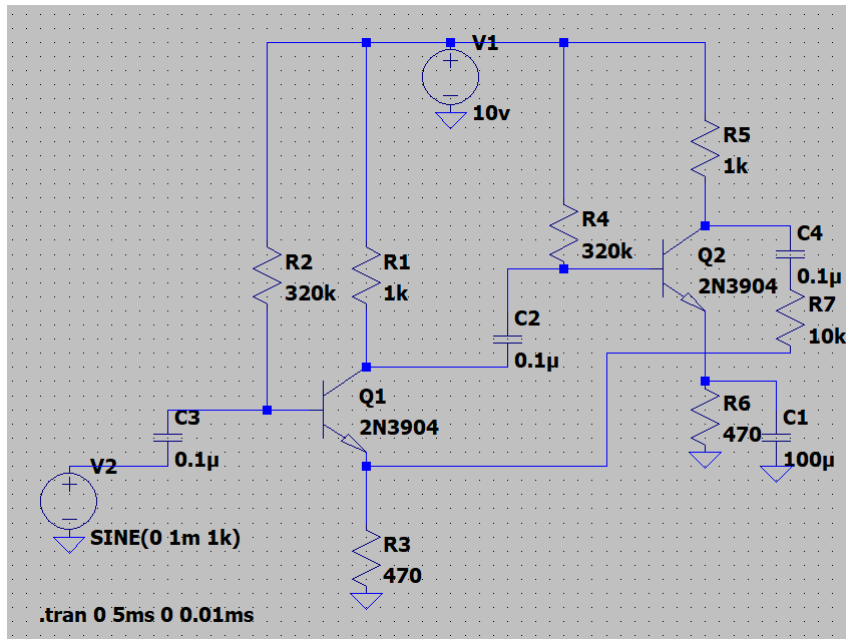 V1
10v
R5
1k
R4
320k
C4
0.1µ
Q2
2N3904
R2
320k
R1
1k
R7
10k
C2
0.1µ
Q1
2N3904
C3
0.1µ
R6
470
C1
100µ
V2
SINE(0 1m 1k)
R3
470
.tran 0 5ms 0 0.01ms